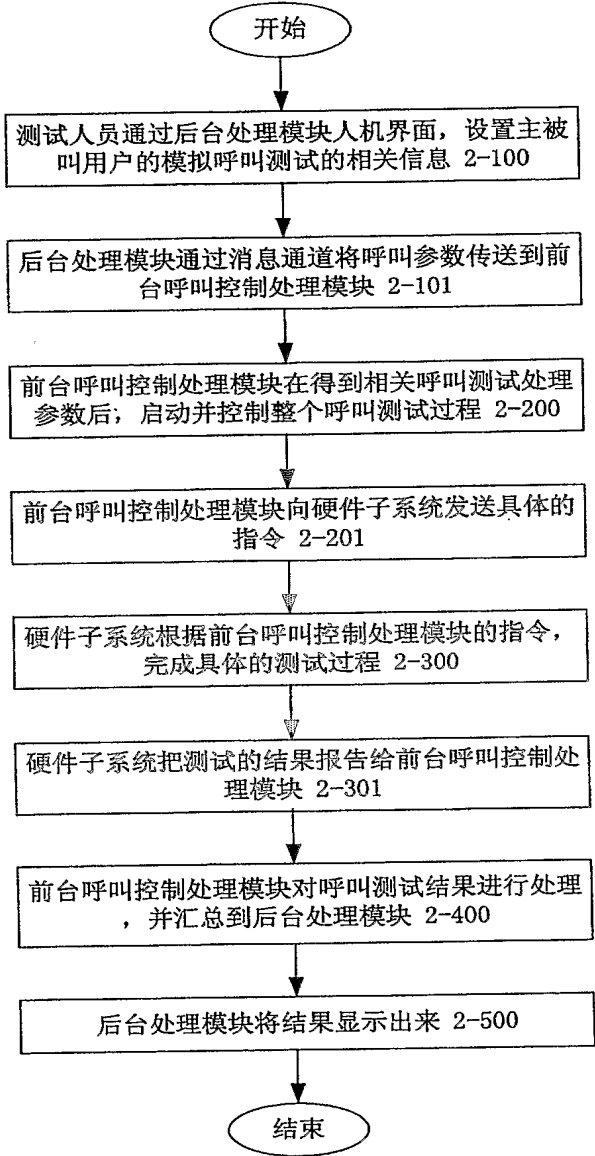 开始
测试人员通过后台处理模块人机界面，设置主被
叫用户的模拟呼叫测试的相关信息 2-100
后台处理模块通过消息通道将呼叫参数传送到前
台呼叫控制处理模块 2-101
前台呼叫控制处理模块在得到相关呼叫测试处理
参数后，启动并控制整个呼叫测试过程 2-200
前台呼叫控制处理模块向硬件子系统发送具体的
指令 2-201
硬件子系统根据前台呼叫控制处理模块的指令，
完成具体的测试过程 2-300
硬件子系统把测试的结果报告给前台呼叫控制处
理模块 2-301
前台呼叫控制处理模块对呼叫测试结果进行处理
，并汇总到后台处理模块 2-400
后台处理模块将结果显示出来 2-500
结束